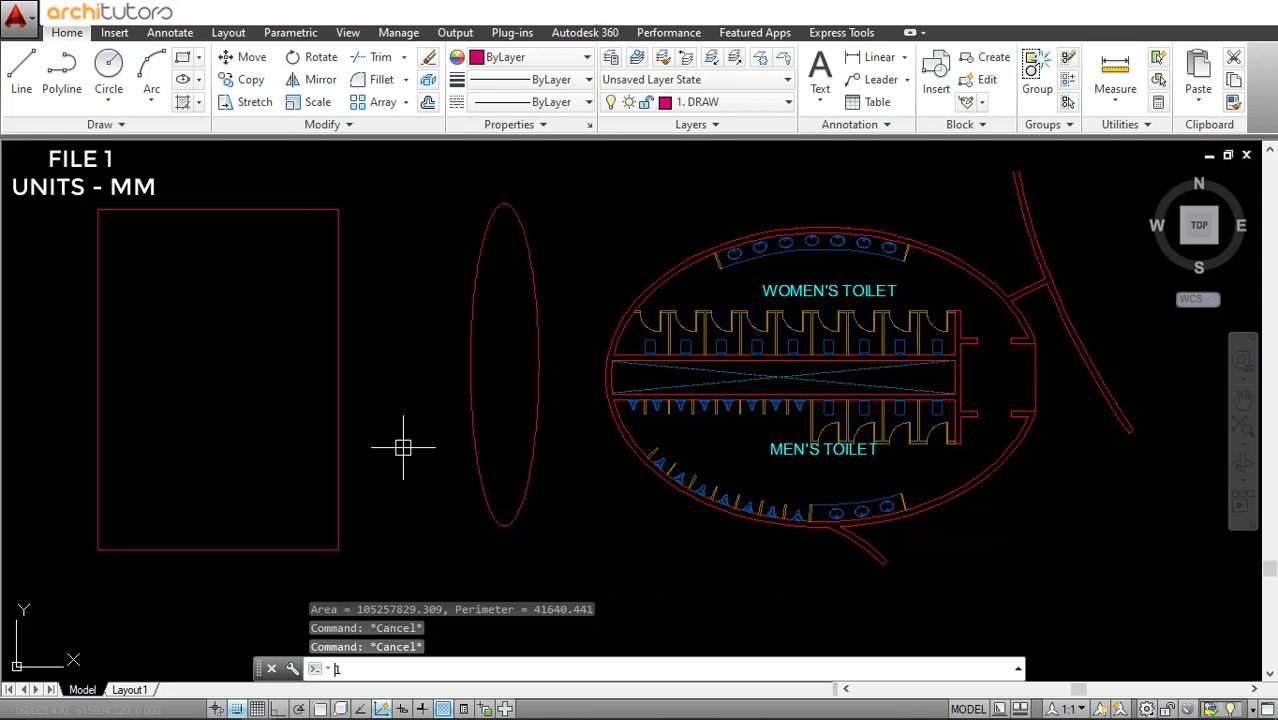 architutors
Home Insert Annotate Layout Parametric View Manage Output Plug-ins Autodesk 360 Performance Featured Apps Express Tools
Line Polyline Circle Arc
Move Rotate Trim
Copy Mirror Fillet
Stretch Scale Array
ByLayer
ByLayer
ByLayer
Unsaved Layer State
1. DRAW
Text
Linear
Leader
Table
Insert
Create
Edit
Group
Measure
Paste
Draw Modify Properties Layers Annotation Block Groups Utilities Clipboard
FILE 1
UNITS - MM
N
W TOP E
S
WCS
WOMEN'S TOILET
MEN'S TOILET
Area = 105257829.309, Perimeter = 41640.441
Command: *Cancel*
Command: *Cancel*
Y
X
Model Layout1
MODEL 1:1